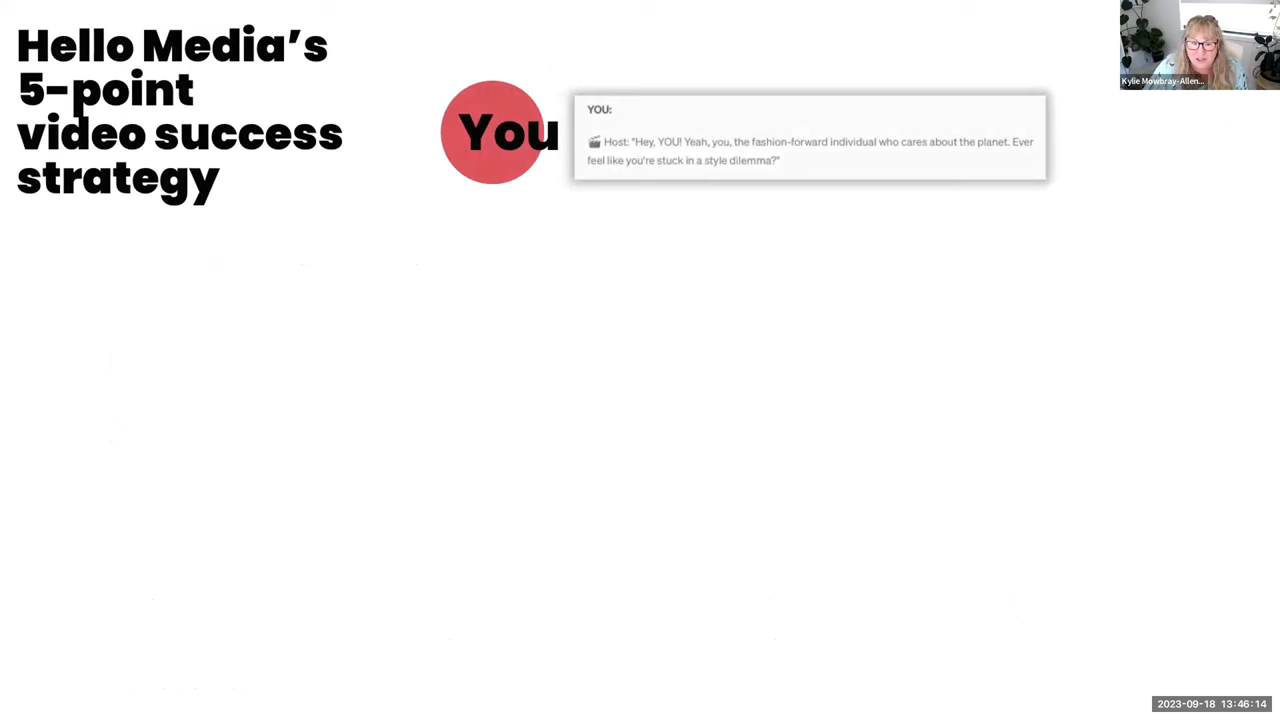 Hello Media’s
5-point
video success
strategy
You
YOU:
🎬 Host: "Hey, YOU! Yeah, you, the fashion-forward individual who cares about the planet. Ever
feel like you're stuck in a style dilemma?"
Kylie Mowbray-Allen...
2023-09-18 13:46:14